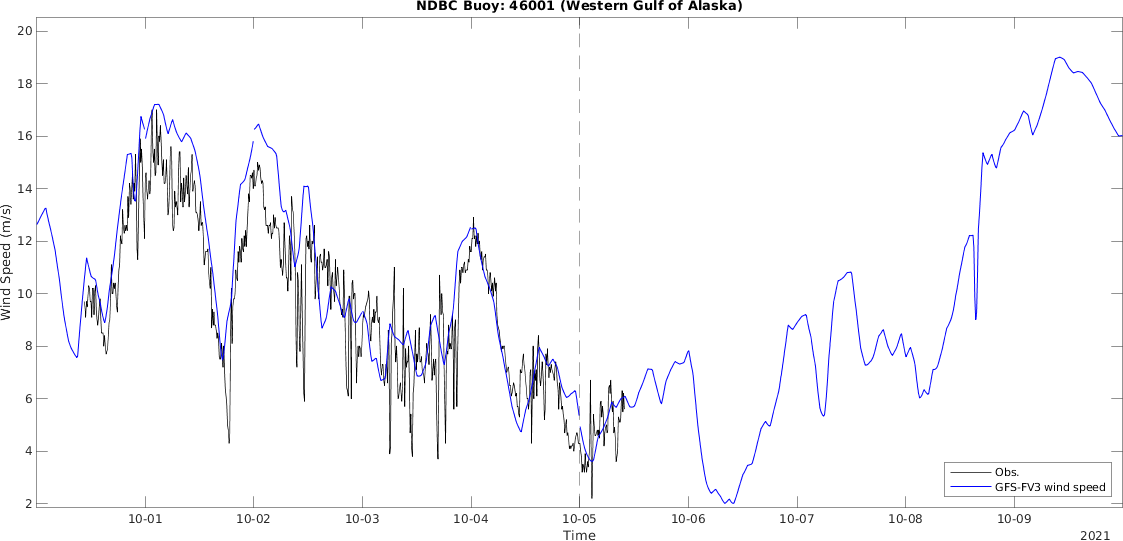 NDBC Buoy: 46001 (Western Gulf of Alaska)
20
18
16
14
12
10
8
6
4
2
Wind Speed (m/s)
Obs.
GFS-FV3 wind speed
10-01 10-02 10-03 10-04 10-05 10-06 10-07 10-08 10-09
Time
2021